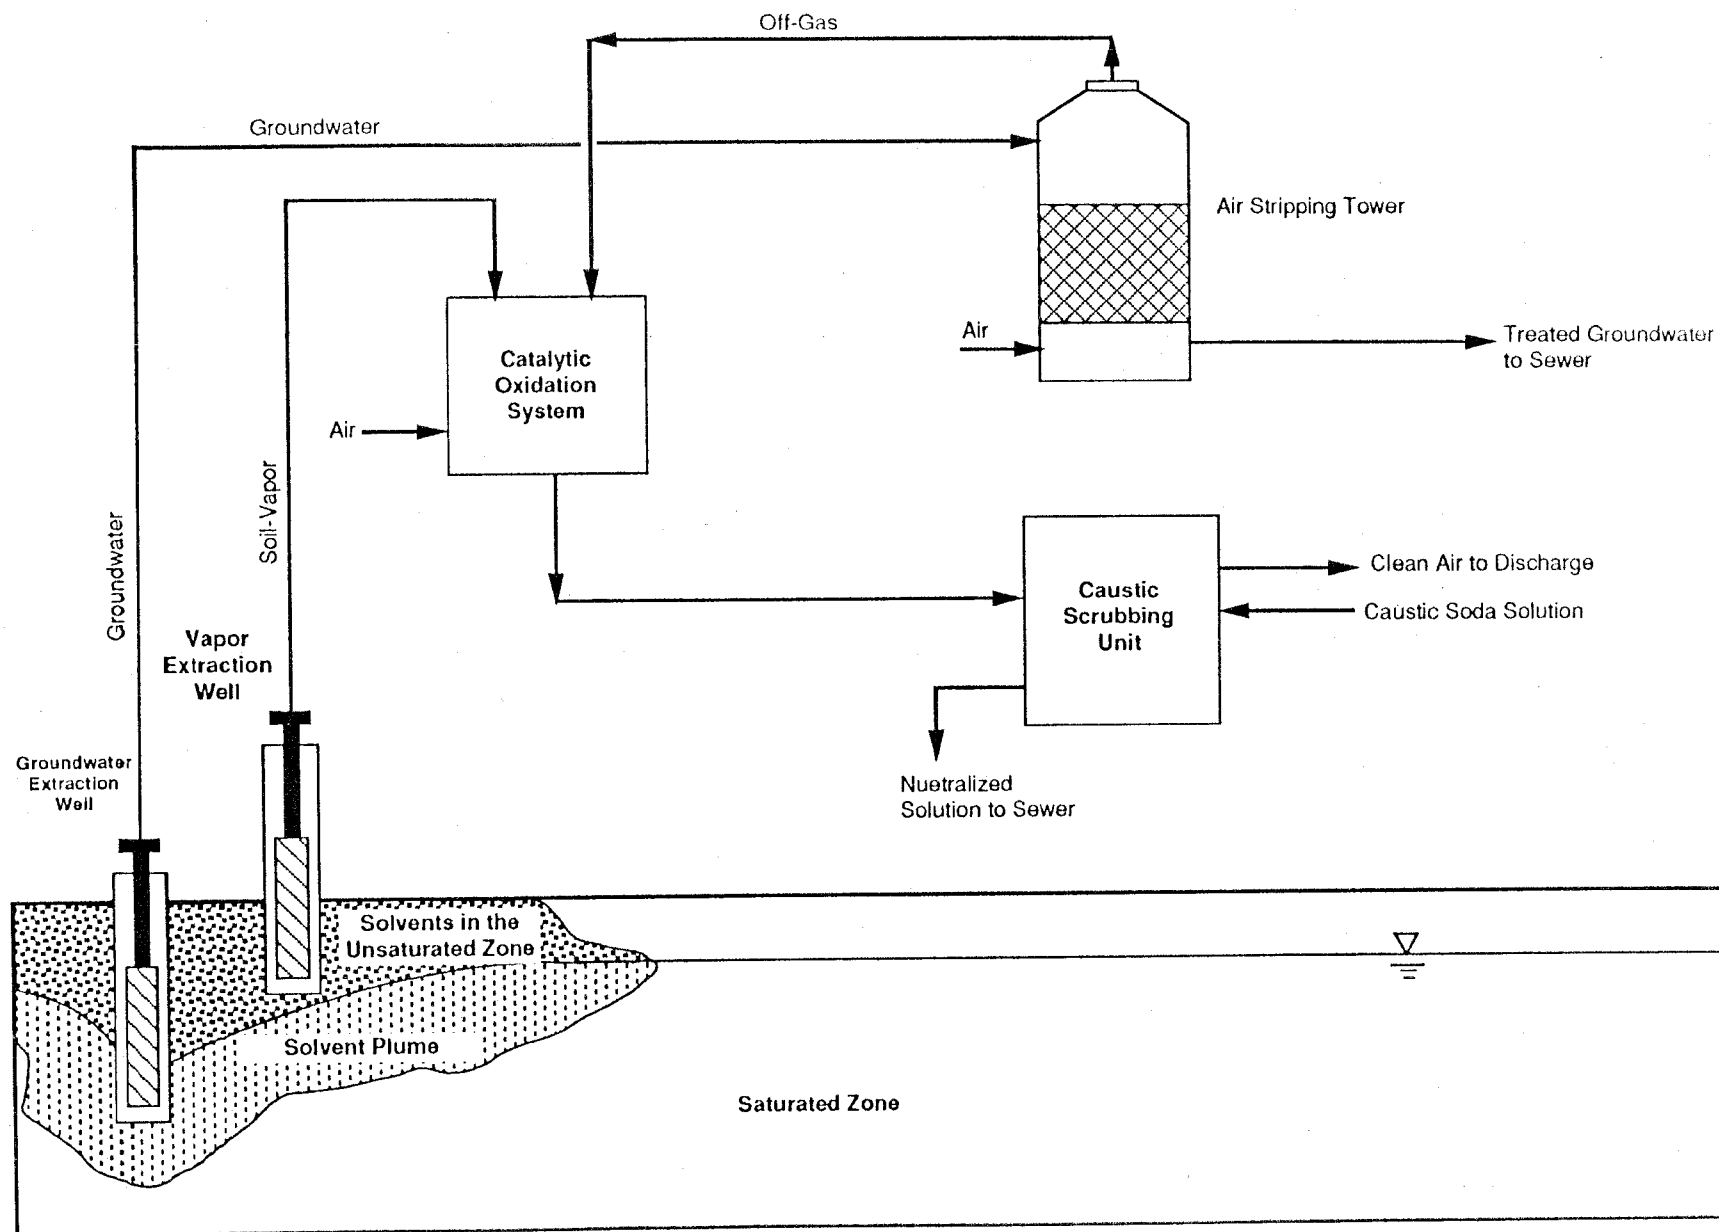 Off-Gas
Groundwater
Air Stripping Tower
Air
Treated Groundwater
to Sewer
Catalytic
Oxidation
System
Air
Soil-Vapor
Groundwater
Clean Air to Discharge
Caustic
Scrubbing
Unit
Caustic Soda Solution
Vapor
Extraction
Well
Groundwater
Extraction
Well
Nuetralized
Solution to Sewer
Solvents in the
Unsaturated Zone
Solvent Plume
Saturated Zone